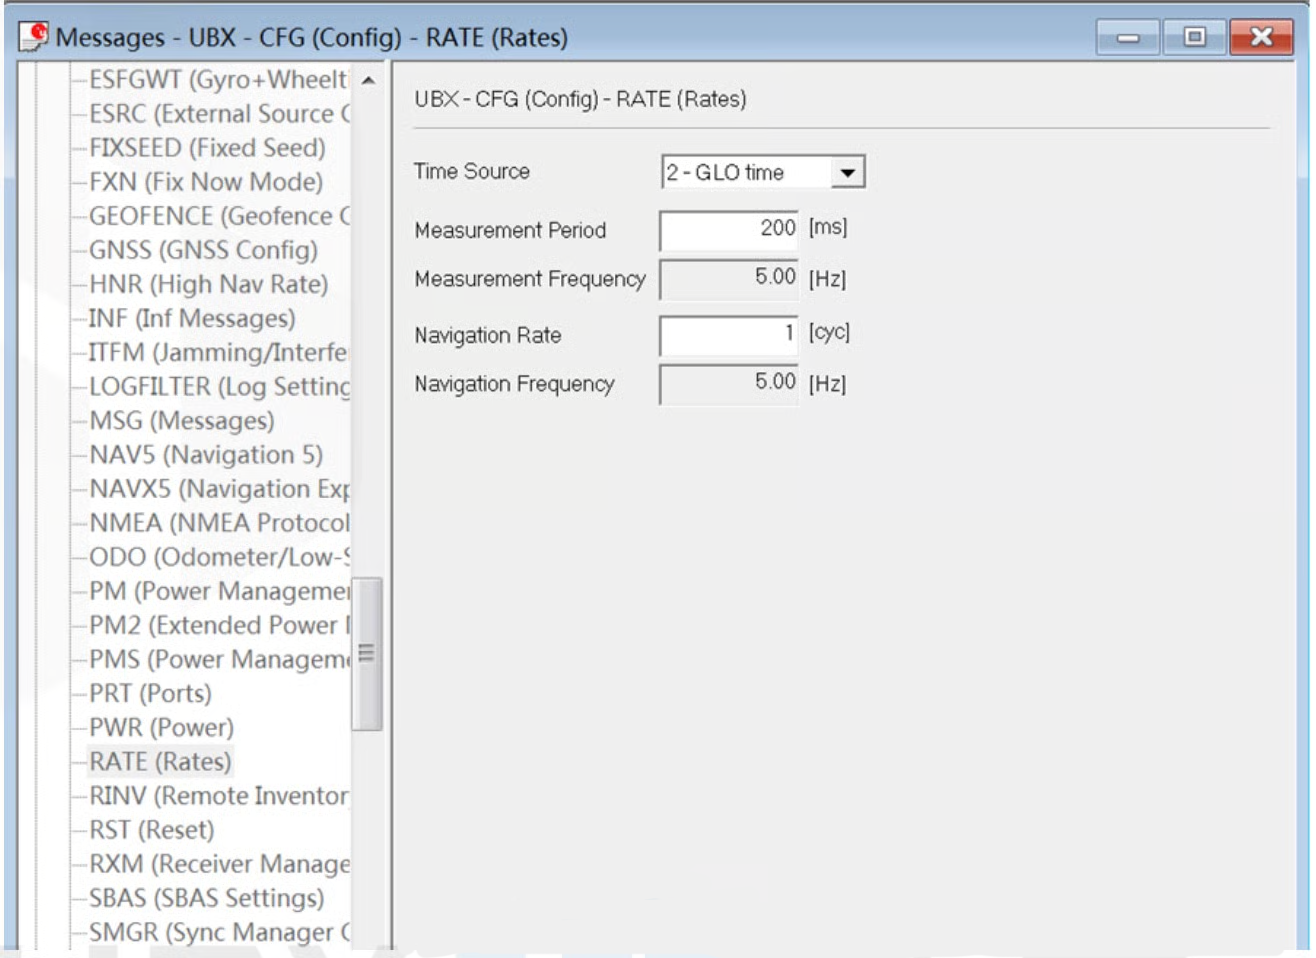 Messages - UBX - CFG (Config) - RATE (Rates)
ESFGWT (Gyro+Wheelt
ESRC (External Source
FIXSEED (Fixed Seed)
FXN (Fix Now Mode)
GEOFENCE (Geofence
GNSS (GNSS Config)
HNR (High Nav Rate)
INF (Inf Messages)
ITFM (Jamming/Interfe
LOGFILTER (Log Setting
MSG (Messages)
NAV5 (Navigation 5)
NAVX5 (Navigation Exp
NMEA (NMEA Protocol
ODO (Odometer/Low-S
PM (Power Managemen
PM2 (Extended Power
PMS (Power Manageme
PRT (Ports)
PWR (Power)
RATE (Rates)
RINV (Remote Inventor
RST (Reset)
RXM (Receiver Manage
SBAS (SBAS Settings)
SMGR (Sync Manager
UBX - CFG (Config) - RATE (Rates)
Time Source 2 - GLO time
Measurement Period 200 [ms]
Measurement Frequency 5.00 [Hz]
Navigation Rate 1 [cyc]
Navigation Frequency 5.00 [Hz]